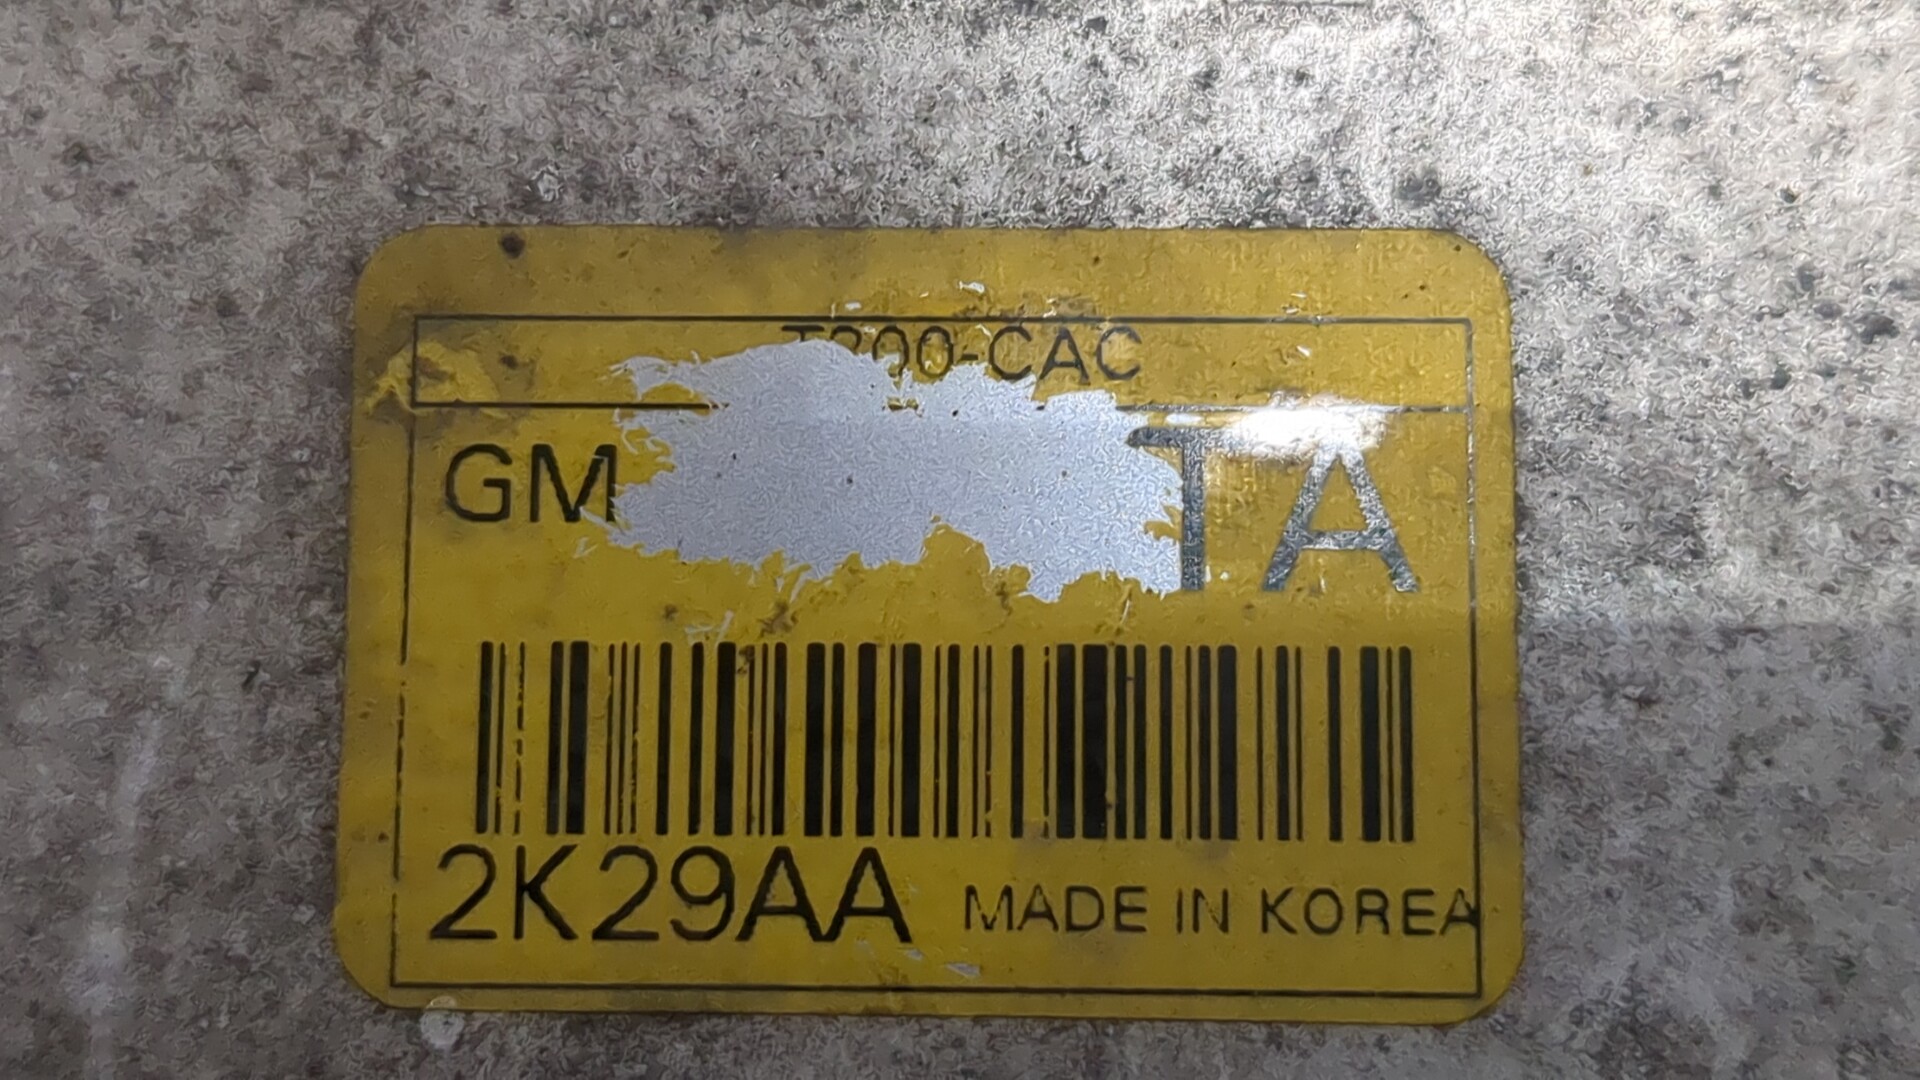 T200-CAC
GM TA
2K29AA MADE IN KOREA